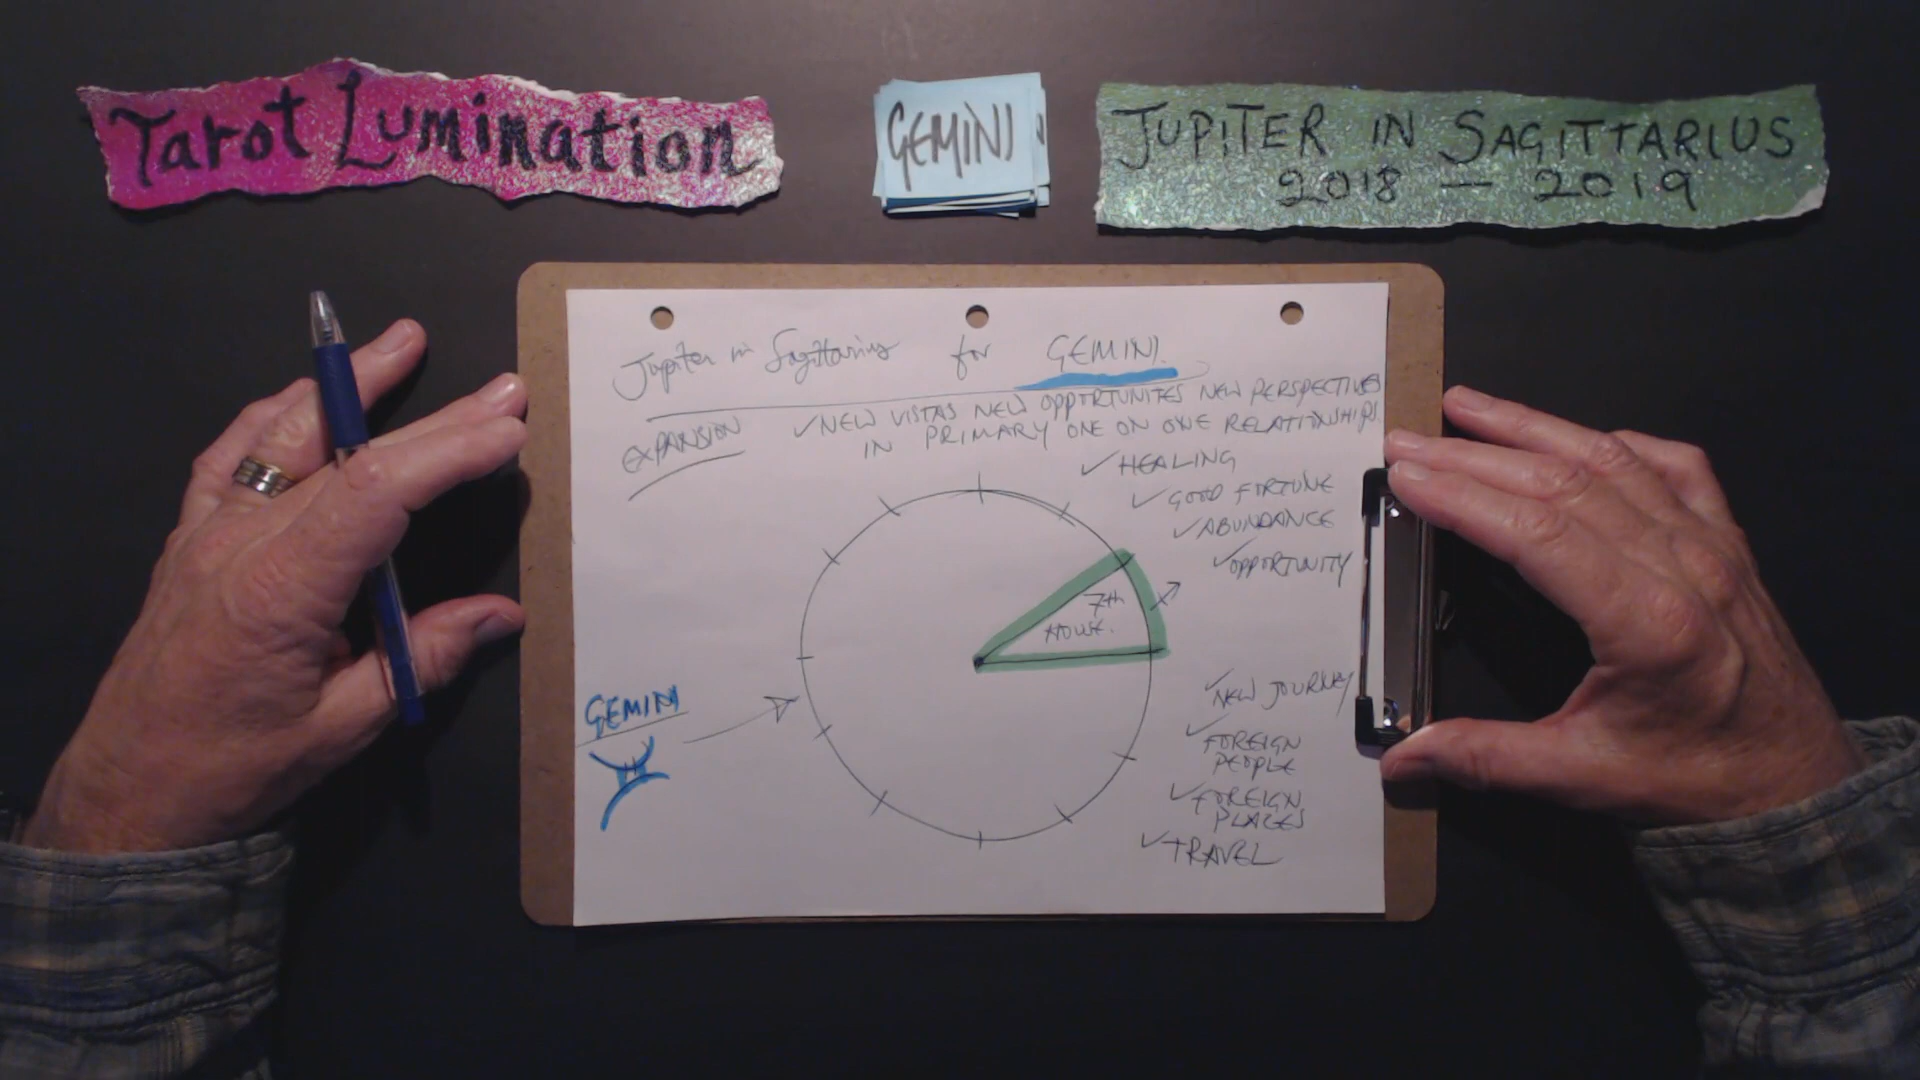 Tarot Lumination
GEMINI
JUPITER IN SAGITTARIUS
2018 — 2019
Jupiter in Sagittarius for GEMINI.
EXPANSION
✓NEW VISTAS NEW OPPORTUNITES NEW PERSPECTIVES
IN PRIMARY ONE ON ONE RELATIONSHIPS.
✓HEALING
✓GOOD FORTUNE
✓ABUNDANCE
✓OPPORTUNITY
7th
HOUSE.
GEMINI
✓NEW JOURNEY
✓FOREIGN
PEOPLE
✓FOREIGN
PLACES
✓TRAVEL